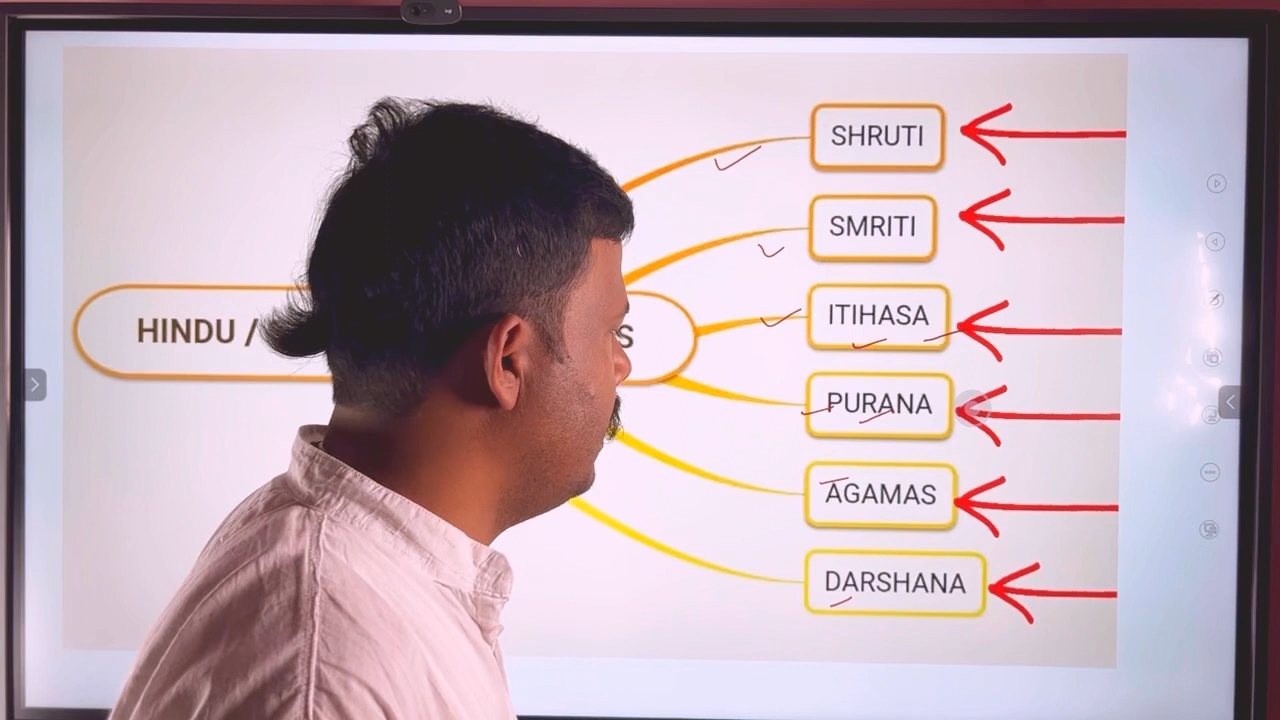 HINDU / S
SHRUTI
SMRITI
ITIHASA
PURANA
AGAMAS
DARSHANA